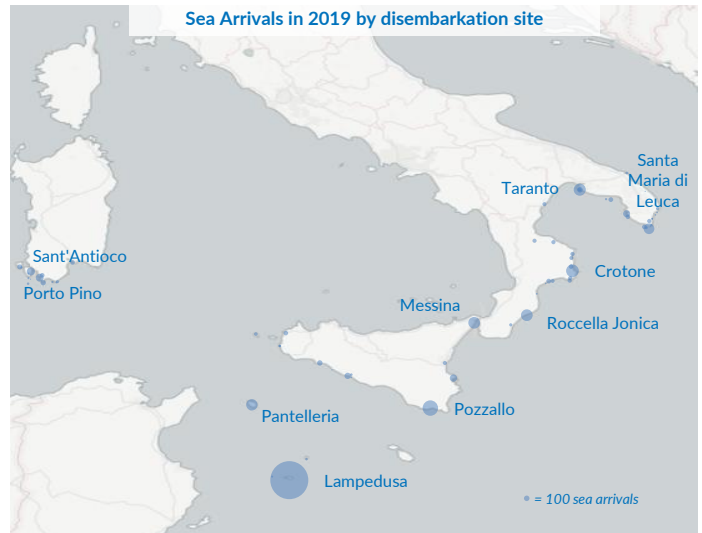 Sea Arrivals in 2019 by disembarkation site
Santa
Maria di
Leuca
Taranto
Sant'Antioco
Crotone
Porto Pino
Messina
Roccella Jonica
Pozzallo
Pantelleria
Lampedusa
= 100 sea arrivals